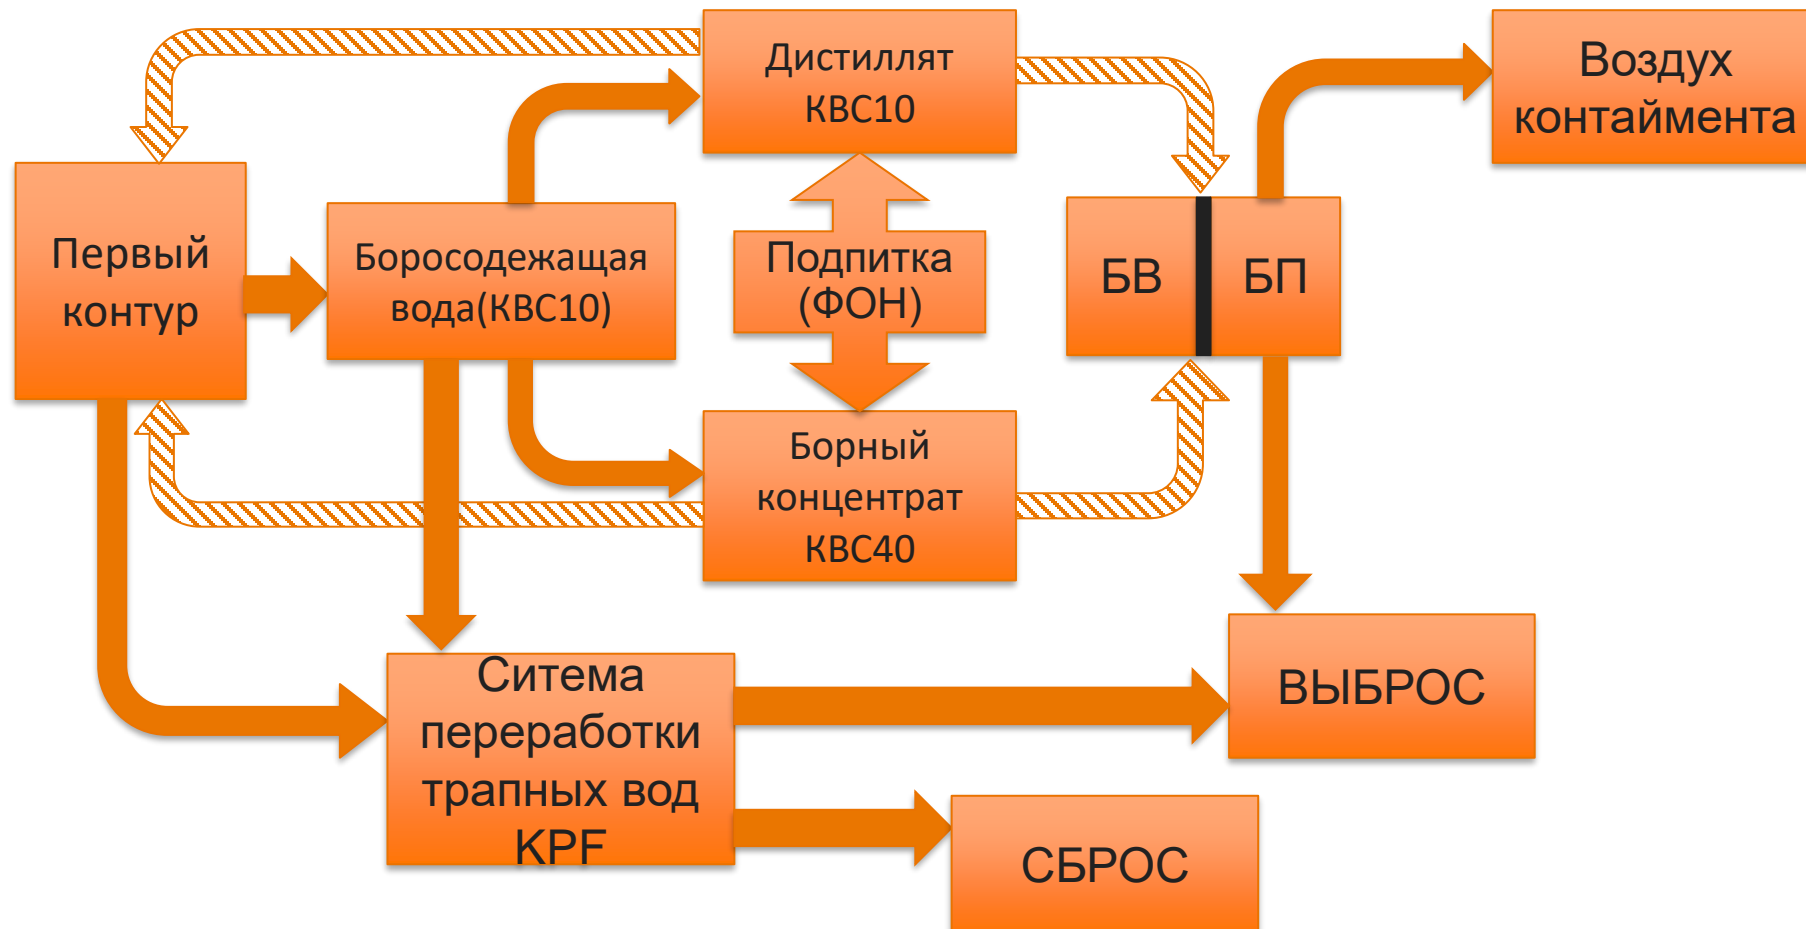 Дистиллят
КВС10
Воздух
контаймента
Первый
контур
Боросодежащая
вода(КВС10)
Подпитка
(ФОН)
БВ
БП
Борный
концентрат
КВС40
Ситема
переработки
трапных вод
KPF
ВЫБРОС
СБРОС